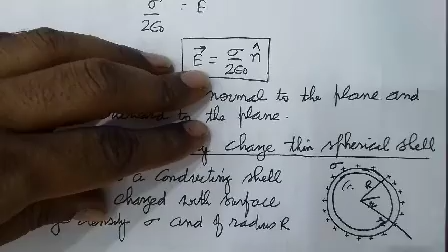 σ/2ε₀ = E
E⃗ = σ/2ε₀ n̂
normal to the plane and
to the plane.
charge thin spherical shell
a conducting shell
charged with surface
density σ and of radius R
σ
R